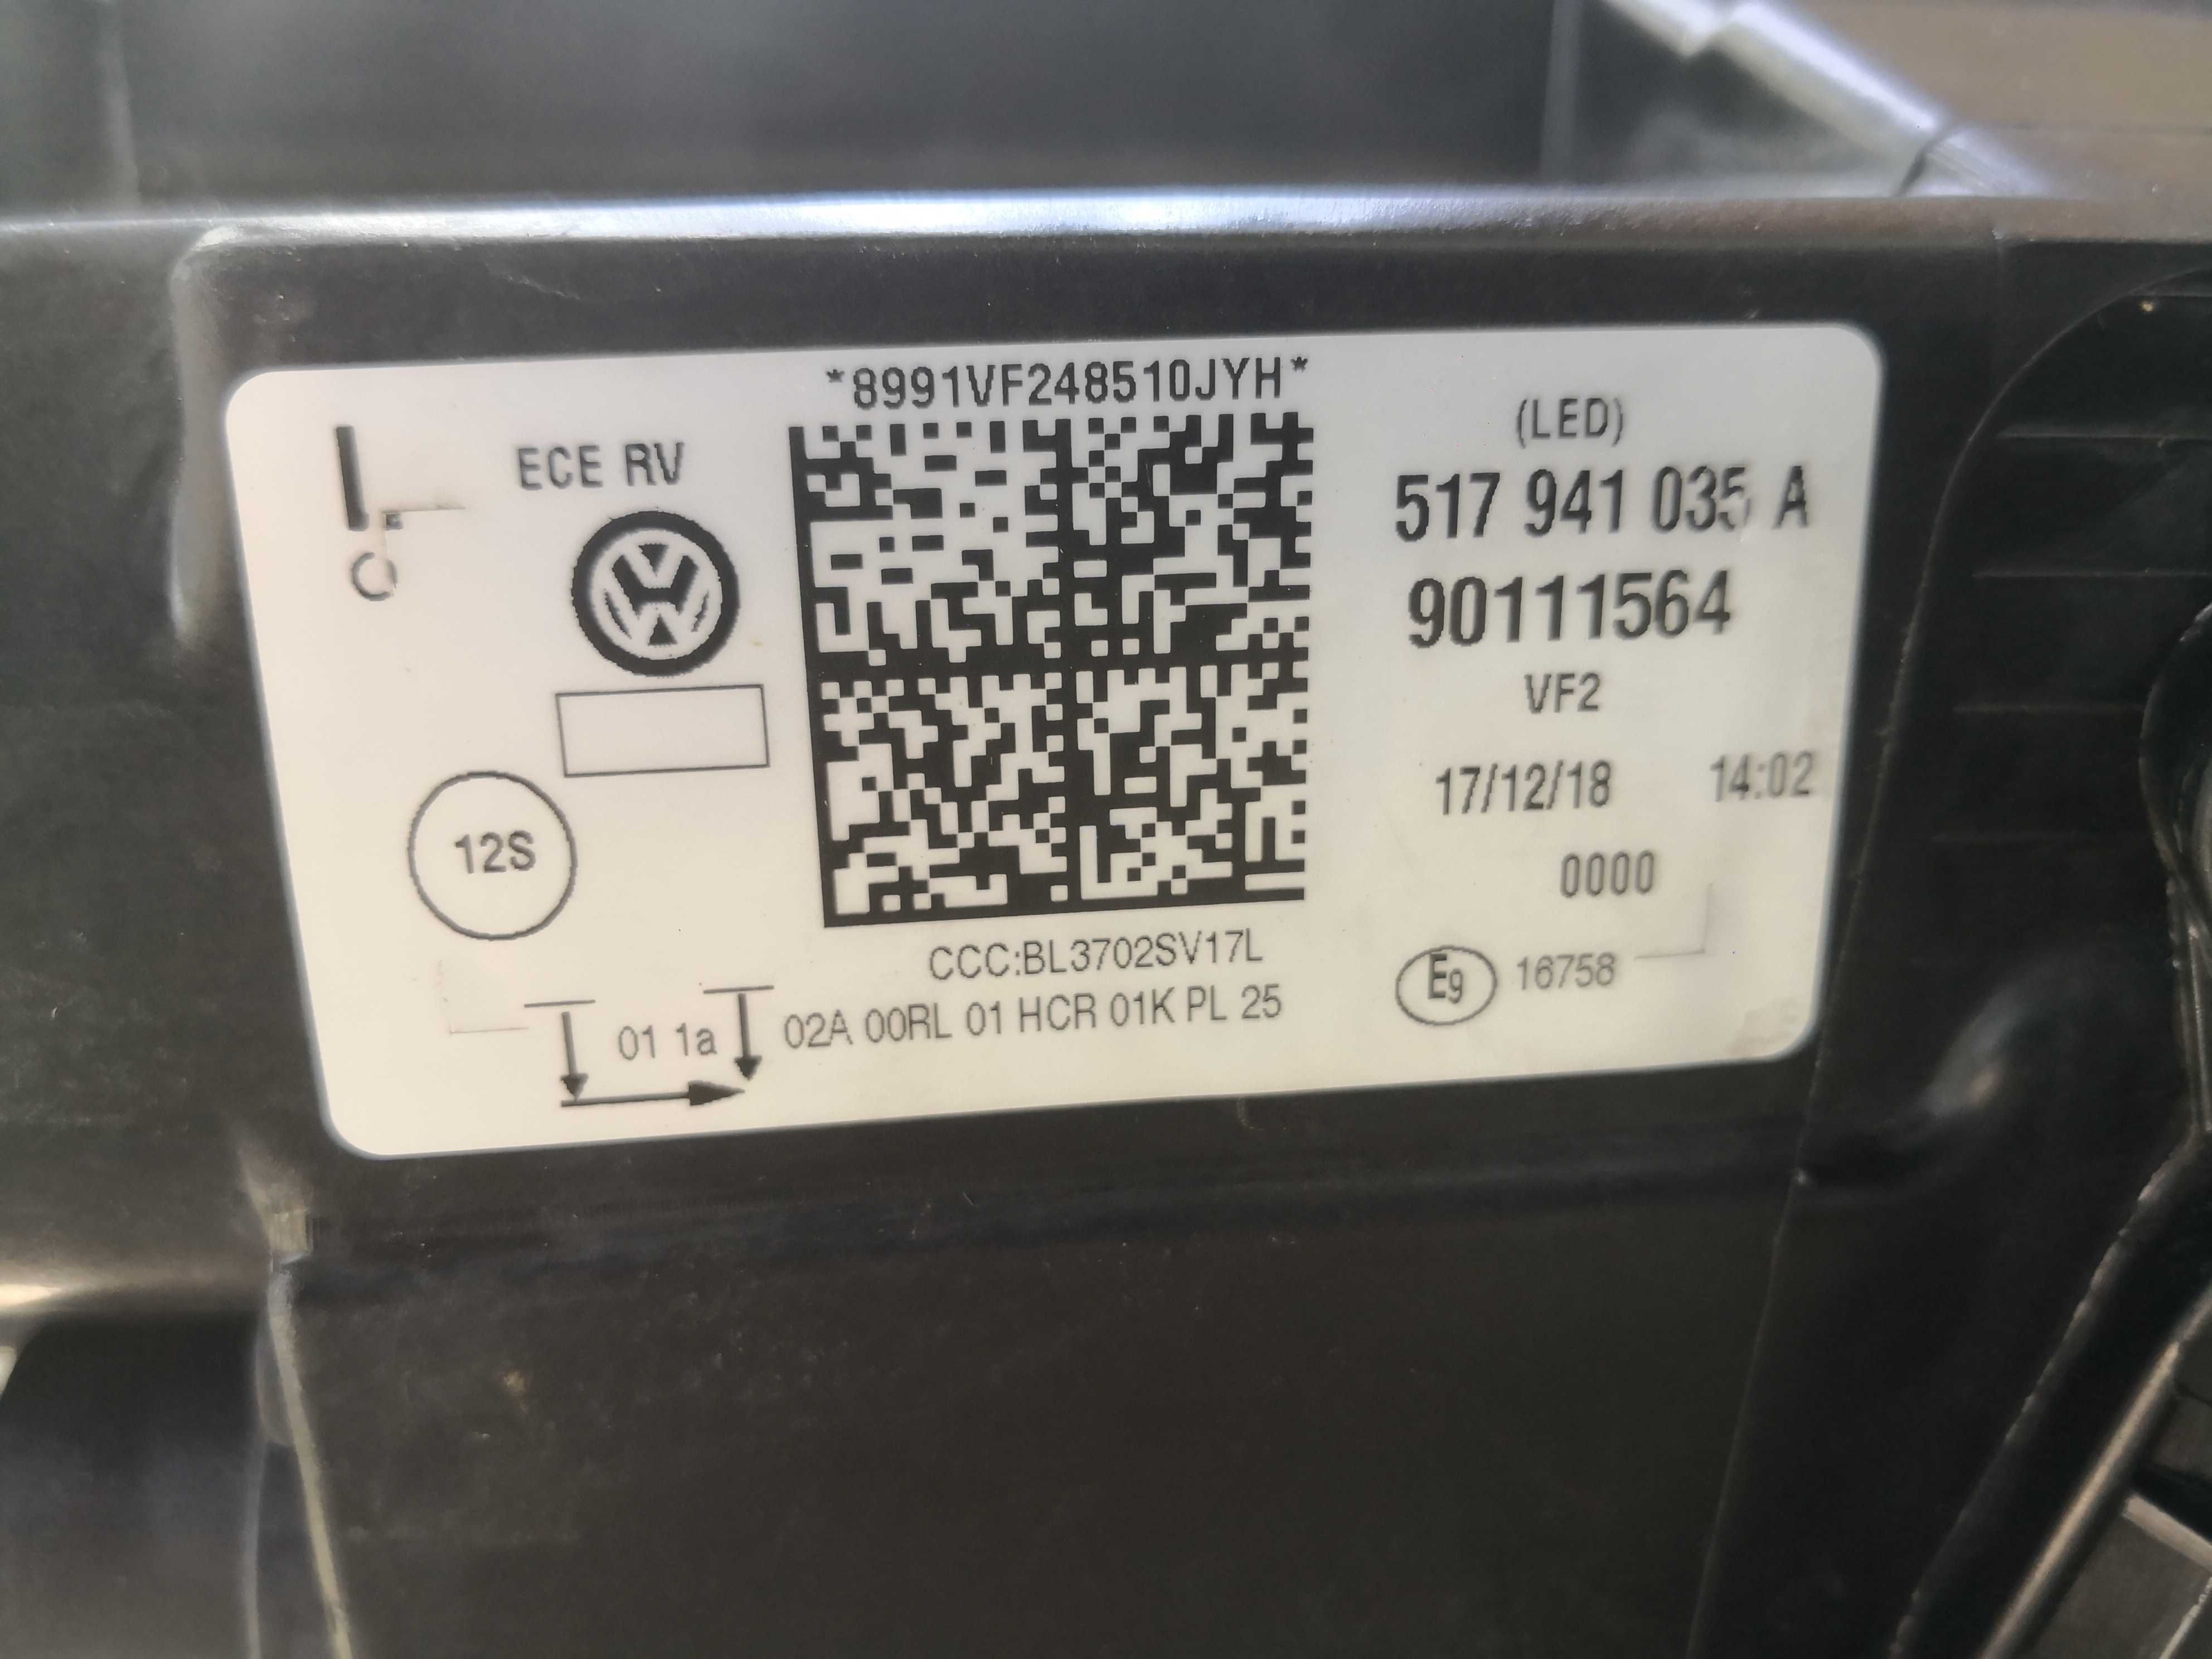 *8991VF248510JYH*
ECE RV
(LED)
517 941 035 A
90111564
VF2
17/12/18 14:02
12S
0000
CCC:BL3702SV17L
E9 16758
01 1a 02A 00RL 01 HCR 01K PL 25